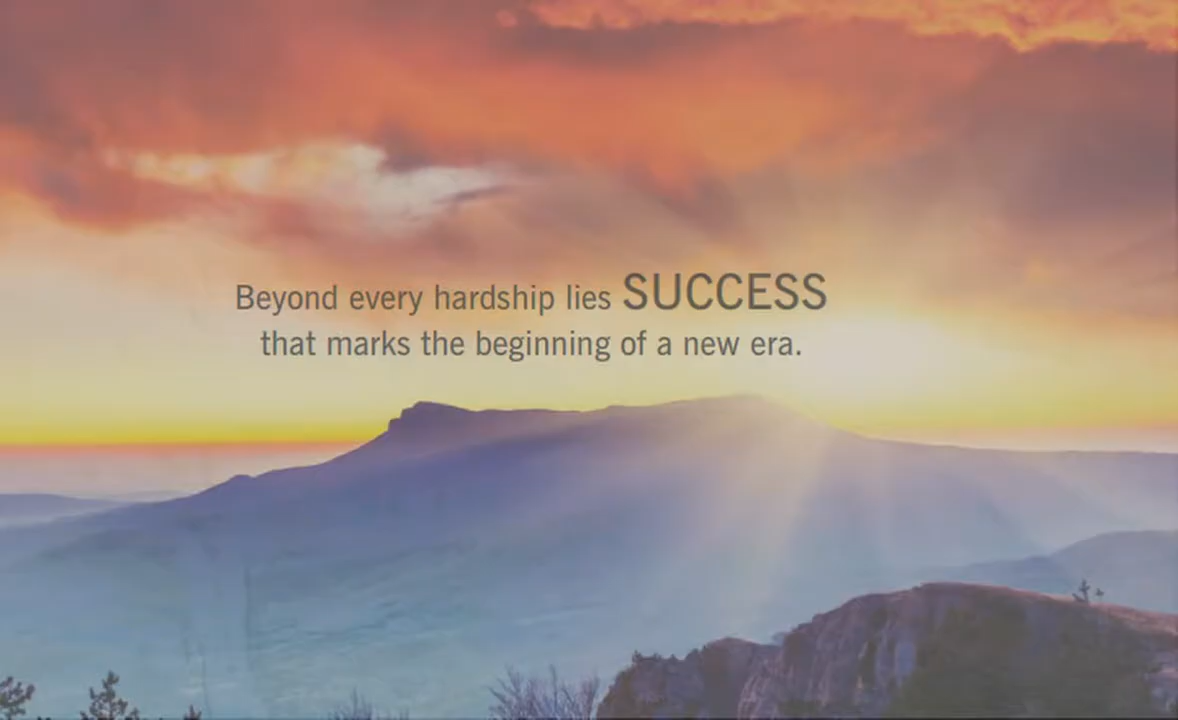 Beyond every hardship lies SUCCESS
that marks the beginning of a new era.